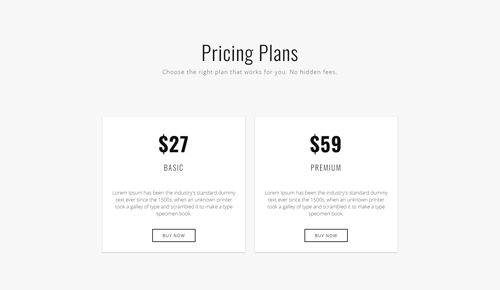 Pricing Plans
Choose the right plan that works for you. No hidden fees.
$27
BASIC
Lorem Ipsum has been the industry's standard dummy
text ever since the 1500s, when an unknown printer
took a galley of type and scrambled it to make a type
specimen book.
BUY NOW
$59
PREMIUM
Lorem Ipsum has been the industry's standard dummy
text ever since the 1500s, when an unknown printer
took a galley of type and scrambled it to make a type
specimen book.
BUY NOW